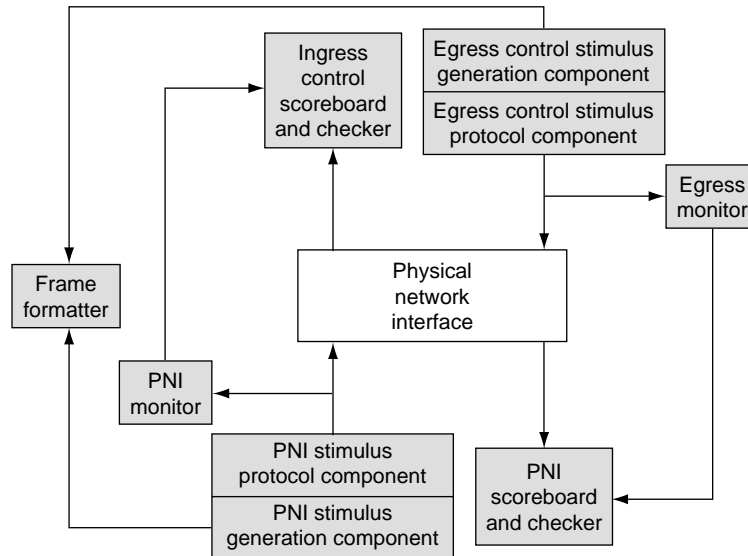 Ingress
control
scoreboard
and checker
Egress control stimulus
generation component
Egress control stimulus
protocol component
Egress
monitor
Physical
network
interface
Frame
formatter
PNI
monitor
PNI stimulus
protocol component
PNI stimulus
generation component
PNI
scoreboard
and checker